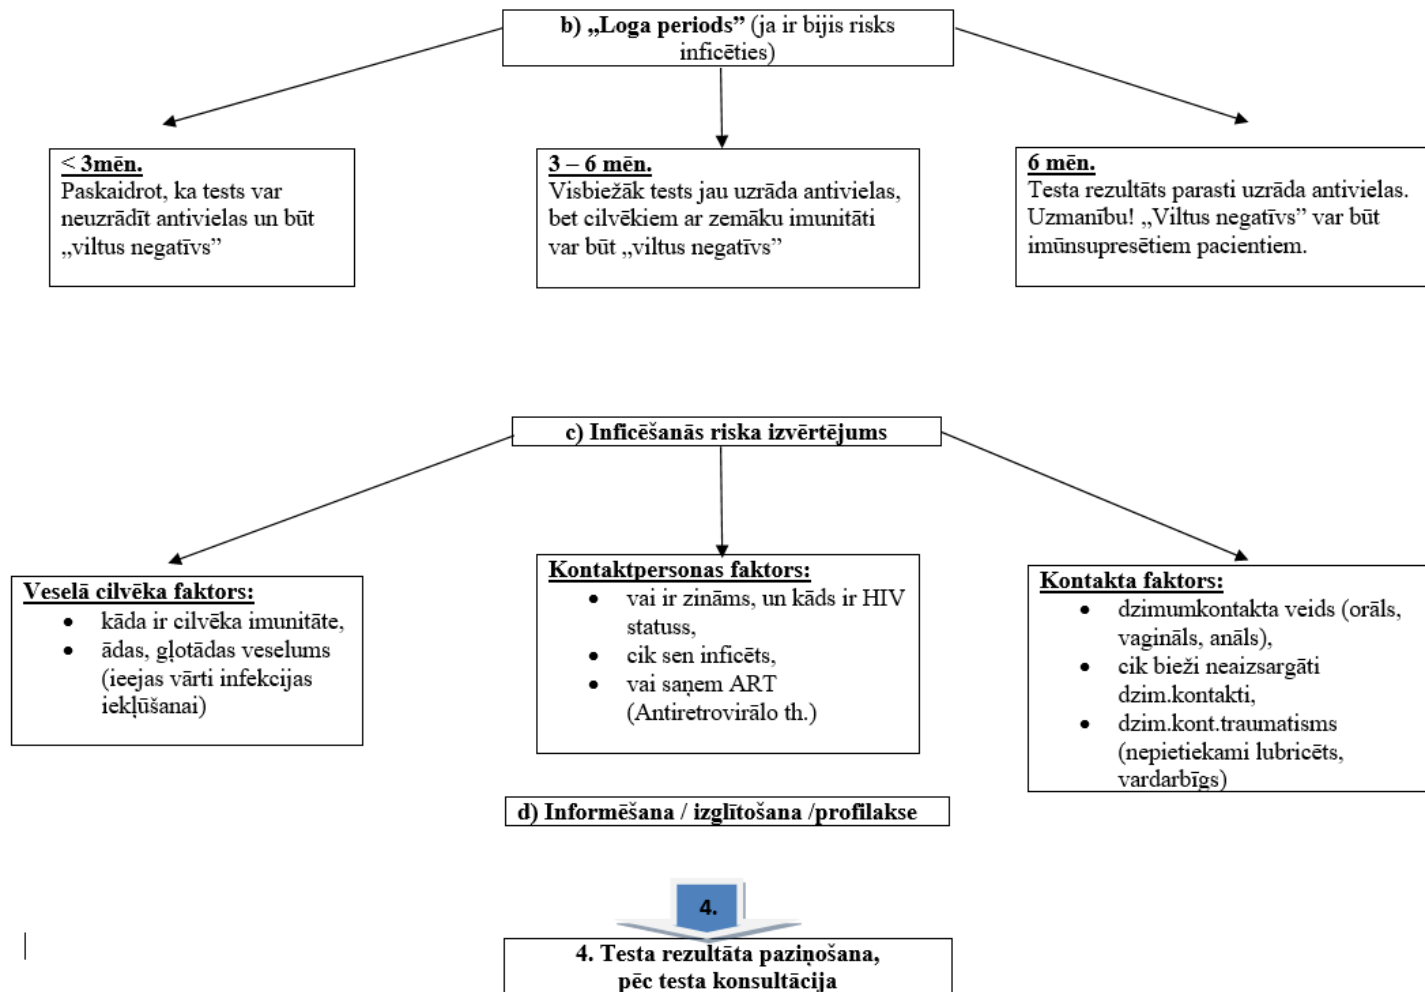 b) „Loga periods” (ja ir bijis risks
inficēties)
< 3mēn.
Paskaidrot, ka tests var
neuzrādīt antivielas un būt
„viltus negatīvs”
3 – 6 mēn.
Visbiežāk tests jau uzrāda antivielas,
bet cilvēkiem ar zemāku imunitāti
var būt „viltus negatīvs”
6 mēn.
Testa rezultāts parasti uzrāda antivielas.
Uzmanību! „Viltus negatīvs” var būt
imūnsupresētiem pacientiem.
c) Inficēšanās riska izvērtējums
Veselā cilvēka faktors:
• kāda ir cilvēka imunitāte,
• ādas, gļotādas veselums
(ieejas vārti infekcijas
iekļūšanai)
Kontaktpersonas faktors:
• vai ir zināms, un kāds ir HIV
statuss,
• cik sen inficēts,
• vai saņem ART
(Antiretrovirālo th.)
Kontakta faktors:
• dzimumkontakta veids (orāls,
vagināls, anāls),
• cik bieži neaizsargāti
dzim.kontakti,
• dzim.kont.traumatisms
(nepietiekami lubricēts,
vardarbīgs)
d) Informēšana / izglītošana /profilakse
4.
4. Testa rezultāta paziņošana,
pēc testa konsultācija